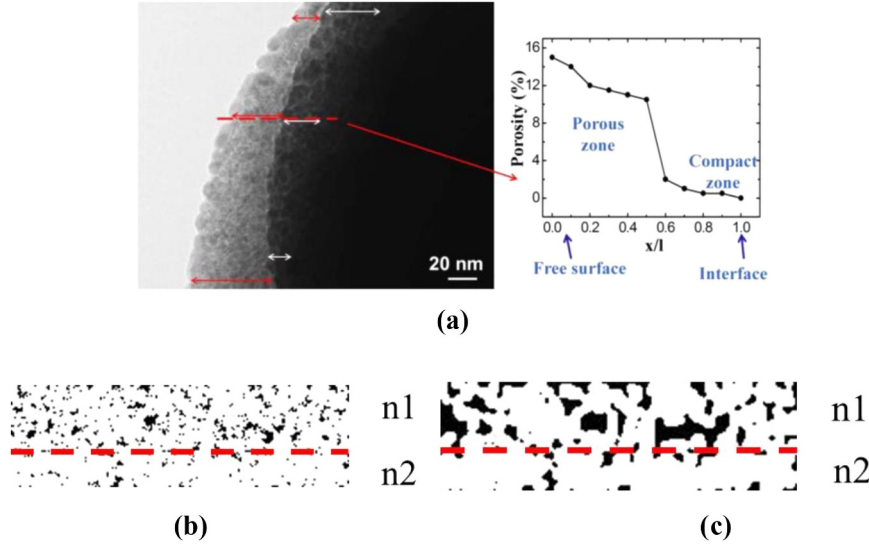 20 nm
Porosity (%)
16
12
8
4
0
Porous
zone
Compact
zone
0.0 0.2 0.4 0.6 0.8 1.0
x/l
Free surface
Interface
(a)
n1
n2
(b)
n1
n2
(c)